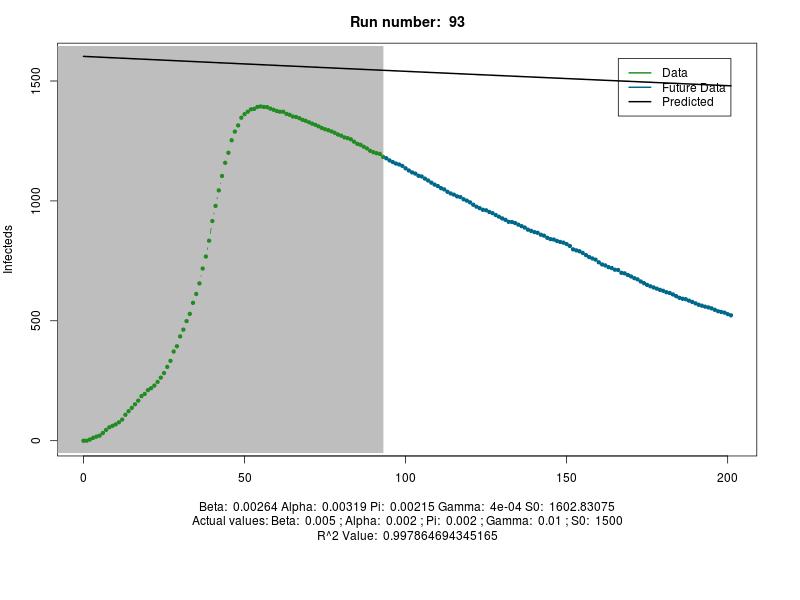 Run number: 93
Data
Future Data
Predicted
Infecteds
1500
1000
500
0
0 50 100 150 200
Beta: 0.00264 Alpha: 0.00319 Pi: 0.00215 Gamma: 4e-04 S0: 1602.83075
Actual values: Beta: 0.005 ; Alpha: 0.002 ; Pi: 0.002 ; Gamma: 0.01 ; S0: 1500
R^2 Value: 0.997864694345165